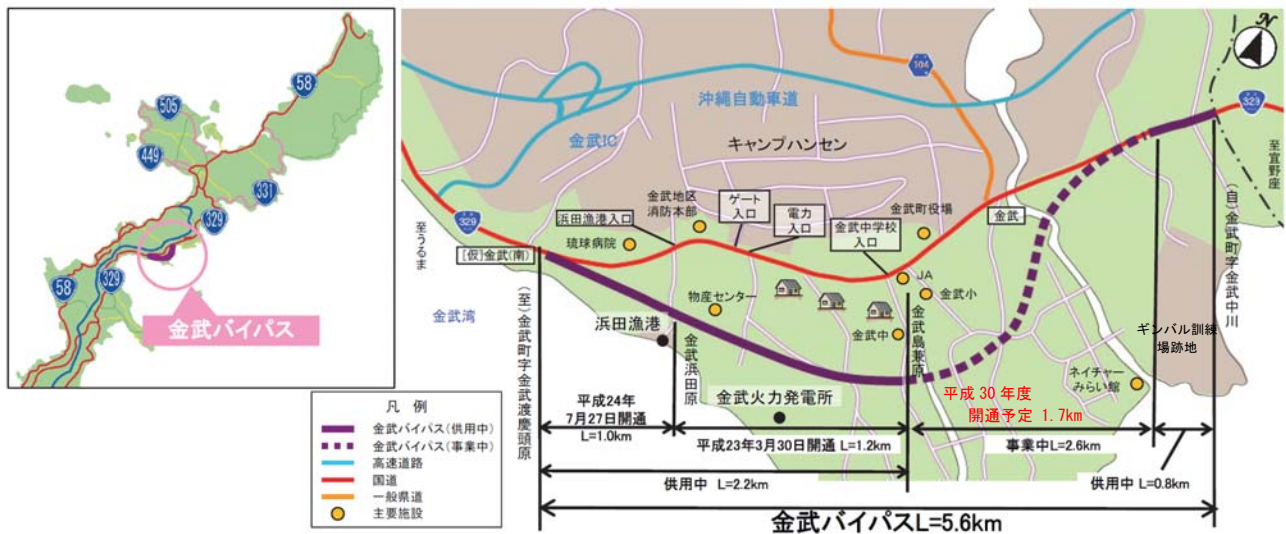 58
505
449
331
329
58
329
金武バイパス
凡 例
金武バイパス(供用中)
金武バイパス(事業中)
高速道路
国道
一般県道
主要施設
N
104
沖縄自動車道
329
金武IC
キャンプハンセン
至宜野座
金武地区
消防本部
ゲート
入口
電力
入口
金武町役場
浜田漁港入口
金武中学校
入口
金武
329
至うるま
琉球病院
[仮]金武(南)
JA
金武小
物産センター
金武湾
浜田漁港
金武中
(至)金武町字金武渡慶頭原
金武浜田原
金武島兼原
(自)金武町字金武中川
ギンバル訓練
場跡地
ネイチャー
みらい館
金武火力発電所
平成24年
7月27日開通
L=1.0km
平成 30 年度
開通予定 1.7km
平成23年3月30日開通 L=1.2km
事業中L=2.6km
供用中 L=2.2km
供用中 L=0.8km
金武バイパスL=5.6km